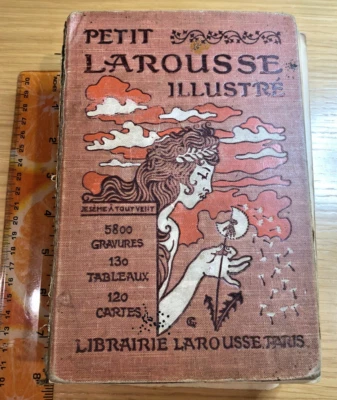 PETIT
LAROUSSE
ILLUSTRÉ
JE SÈME À TOUT VENT
5800
GRAVURES
130
TABLEAUX
120
CARTES
LIBRAIRIE LAROUSSE.PARIS